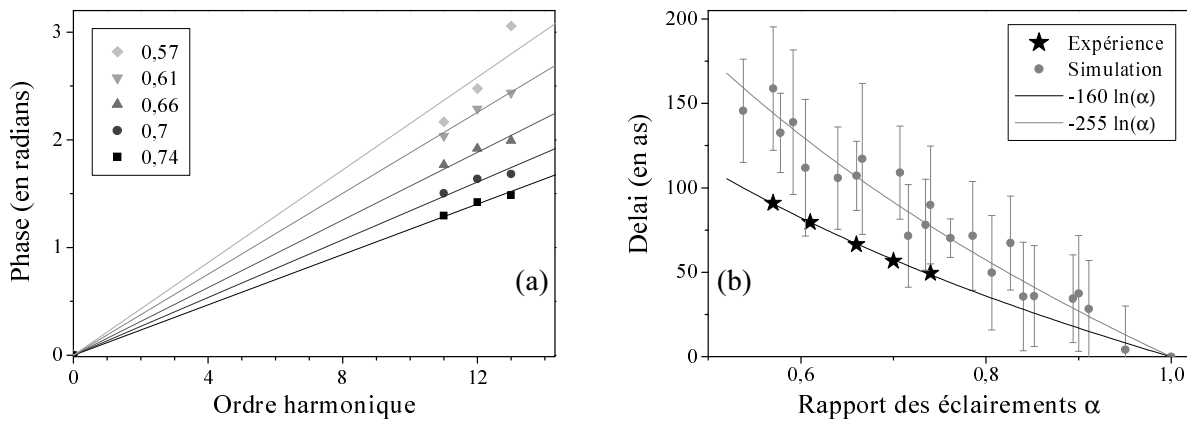 3
2
1
0
0
4
8
12
Phase (en radians)
Ordre harmonique
0,57
0,61
0,66
0,7
0,74
(a)
200
150
100
50
0
0,6
0,8
1,0
Delai (en as)
Rapport des éclairements α
Expérience
Simulation
-160 ln(α)
-255 ln(α)
(b)